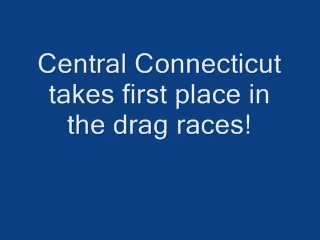 Central Connecticut
takes first place in
the drag races!